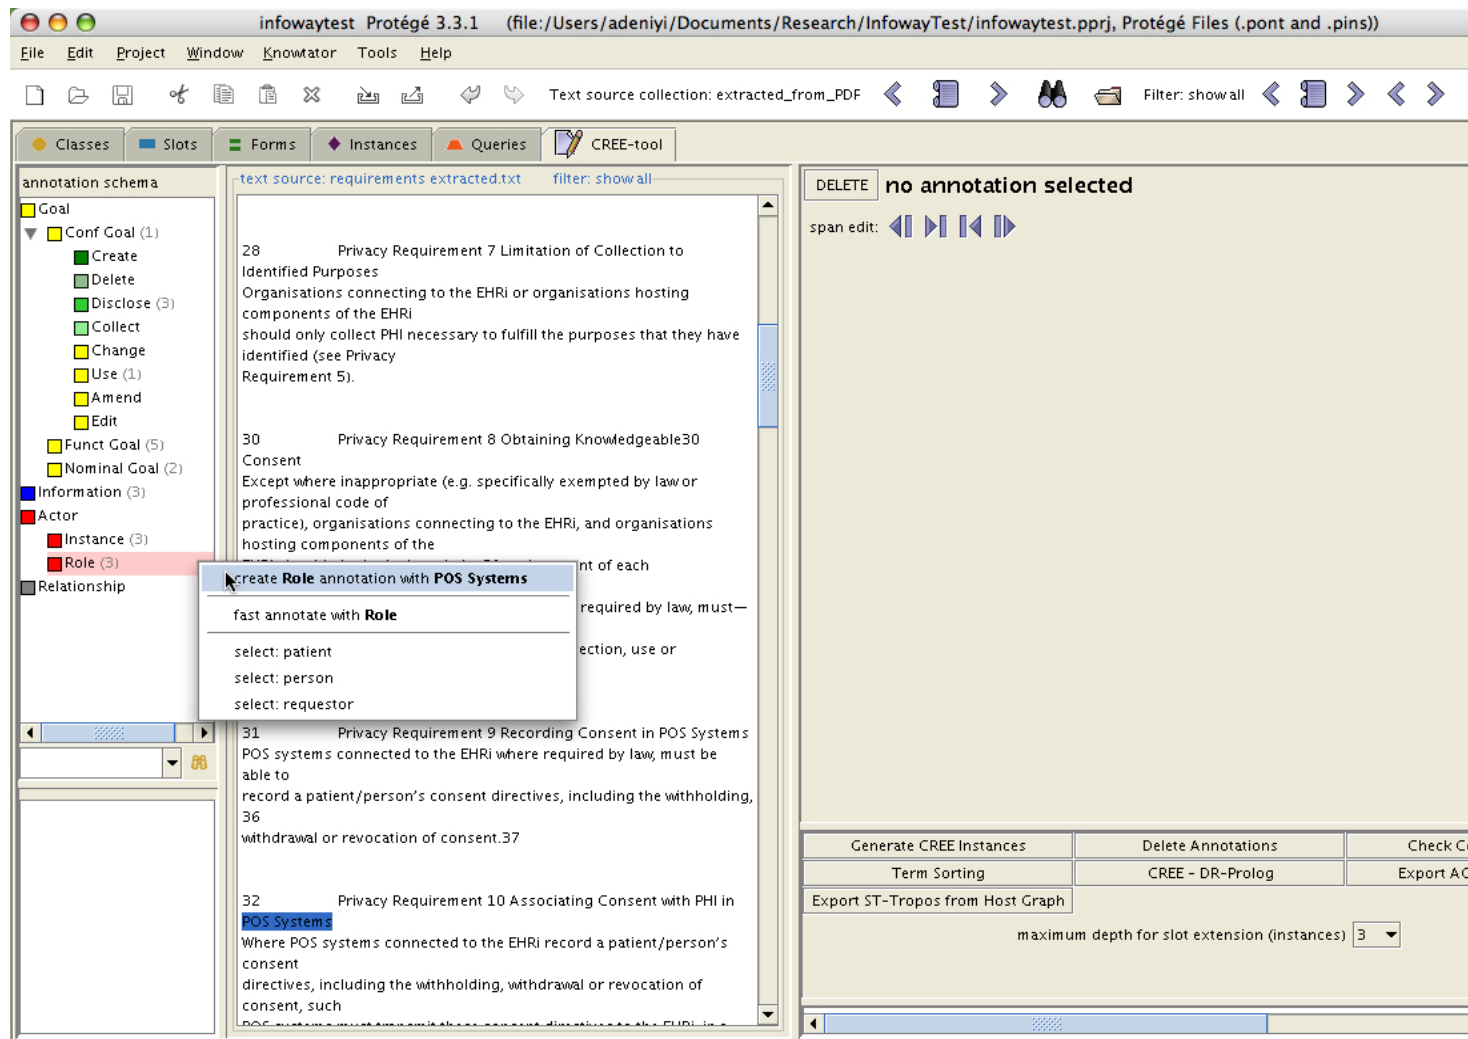 infowaytest Protégé 3.3.1 (file:/Users/adeniyi/Documents/Research/InfowayTest/infowaytest.pprj, Protégé Files (.pont and .pins))
File Edit Project Window Knowtator Tools Help
Text source collection: extracted_from_PDF Filter: show all
Classes Slots Forms Instances Queries CREE-tool
annotation schema
Goal
Conf Goal (1)
Create
Delete
Disclose (3)
Collect
Change
Use (1)
Amend
Edit
Funct Goal (5)
Nominal Goal (2)
Information (3)
Actor
Instance (3)
Role (3)
Relationship
text source: requirements extracted.txt filter: show all
28 Privacy Requirement 7 Limitation of Collection to
Identified Purposes
Organisations connecting to the EHRi or organisations hosting
components of the EHRi
should only collect PHI necessary to fulfill the purposes that they have
identified (see Privacy
Requirement 5).
30 Privacy Requirement 8 Obtaining Knowledgeable30
Consent
Except where inappropriate (e.g. specifically exempted by law or
professional code of
practice), organisations connecting to the EHRi, and organisations
hosting components of the
nt of each
required by law, must—
ection, use or
create Role annotation with POS Systems
fast annotate with Role
select: patient
select: person
select: requestor
31 Privacy Requirement 9 Recording Consent in POS Systems
POS systems connected to the EHRi where required by law, must be
able to
record a patient/person's consent directives, including the withholding,
36
withdrawal or revocation of consent.37
32 Privacy Requirement 10 Associating Consent with PHI in
POS Systems
Where POS systems connected to the EHRi record a patient/person's
consent
directives, including the withholding, withdrawal or revocation of
consent, such
POS systems must transmit these consent directives to the EHRi, in a
DELETE no annotation selected
span edit:
Generate CREE Instances Delete Annotations Check C
Term Sorting CREE - DR-Prolog Export AC
Export ST-Tropos from Host Graph
maximum depth for slot extension (instances) 3